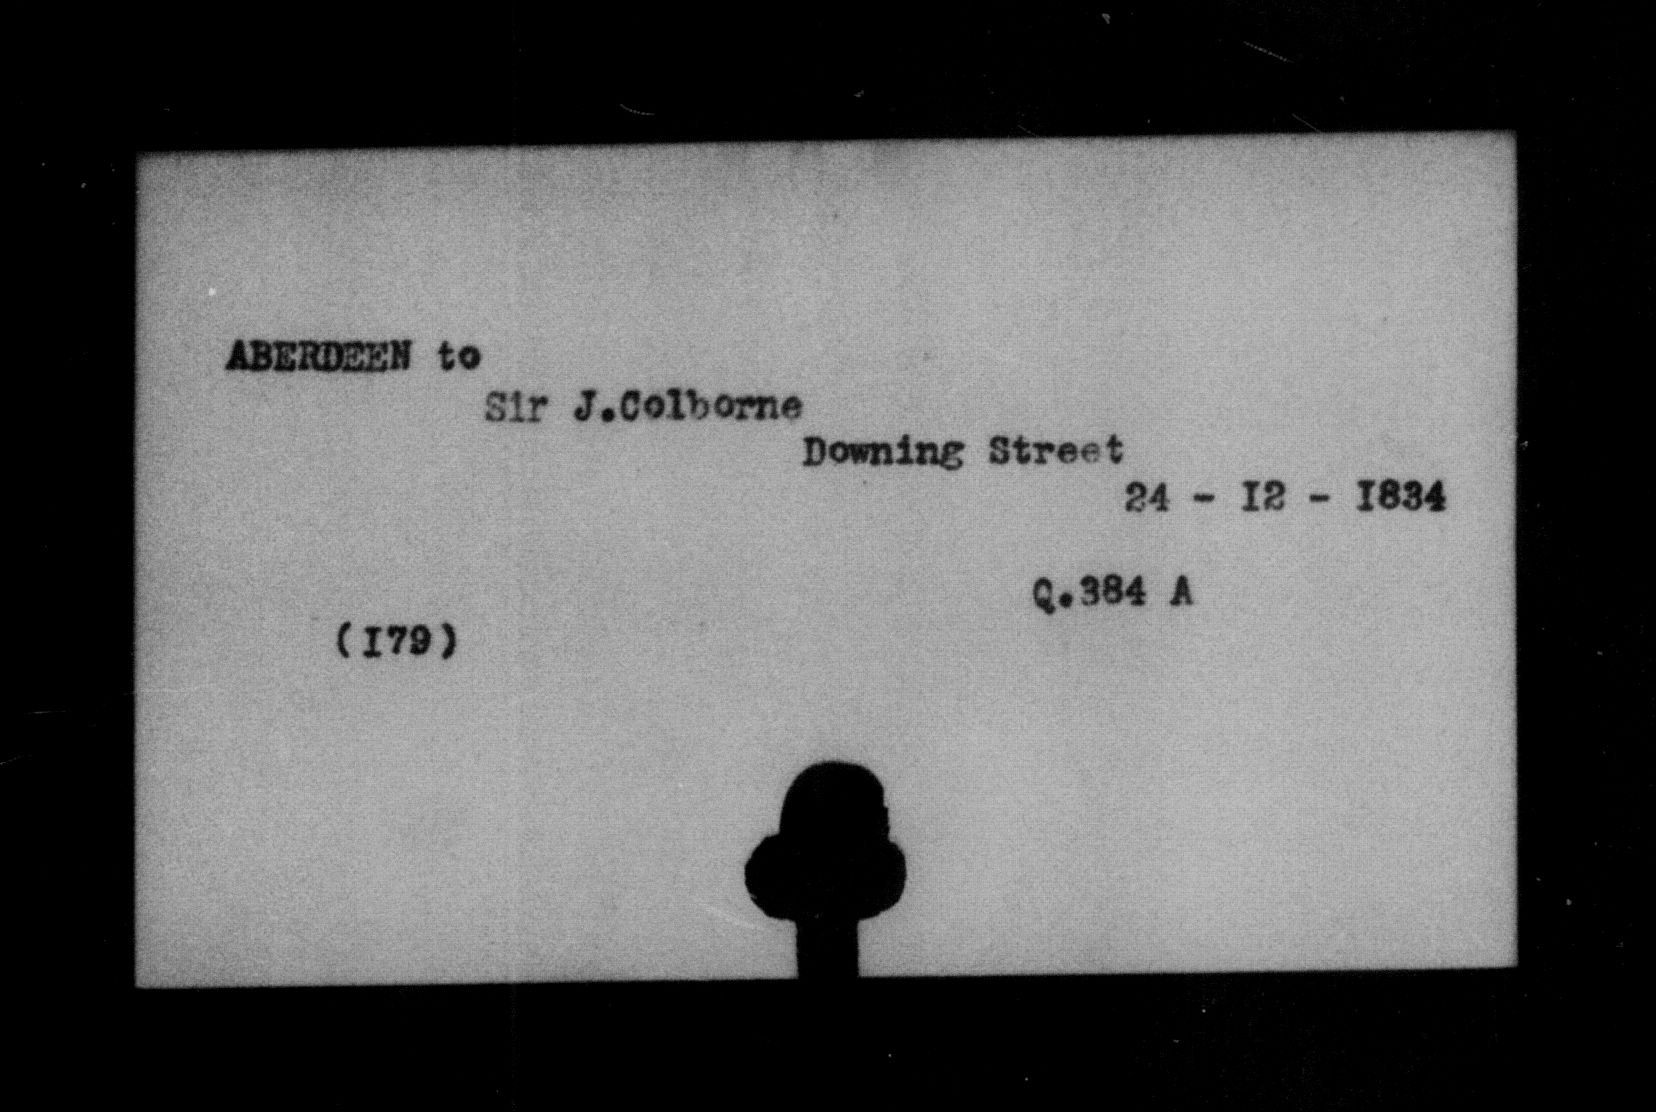 ABERDEEN to
Sir J.Colborne
Downing Street
24 - I2 - I834
Q.384 A
(I79)